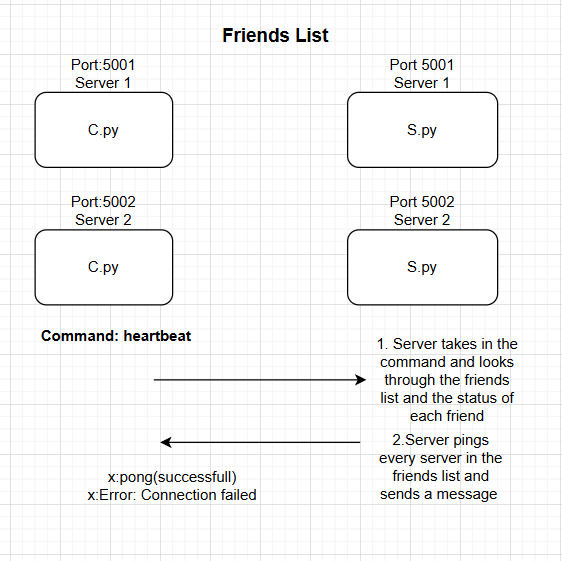 Friends List
Port:5001
Server 1
C.py
Port 5001
Server 1
S.py
Port:5002
Server 2
C.py
Port 5002
Server 2
S.py
Command: heartbeat
1. Server takes in the
command and looks
through the friends
list and the status of
each friend
2.Server pings
every server in the
friends list and
sends a message
x:pong(successfull)
x:Error: Connection failed